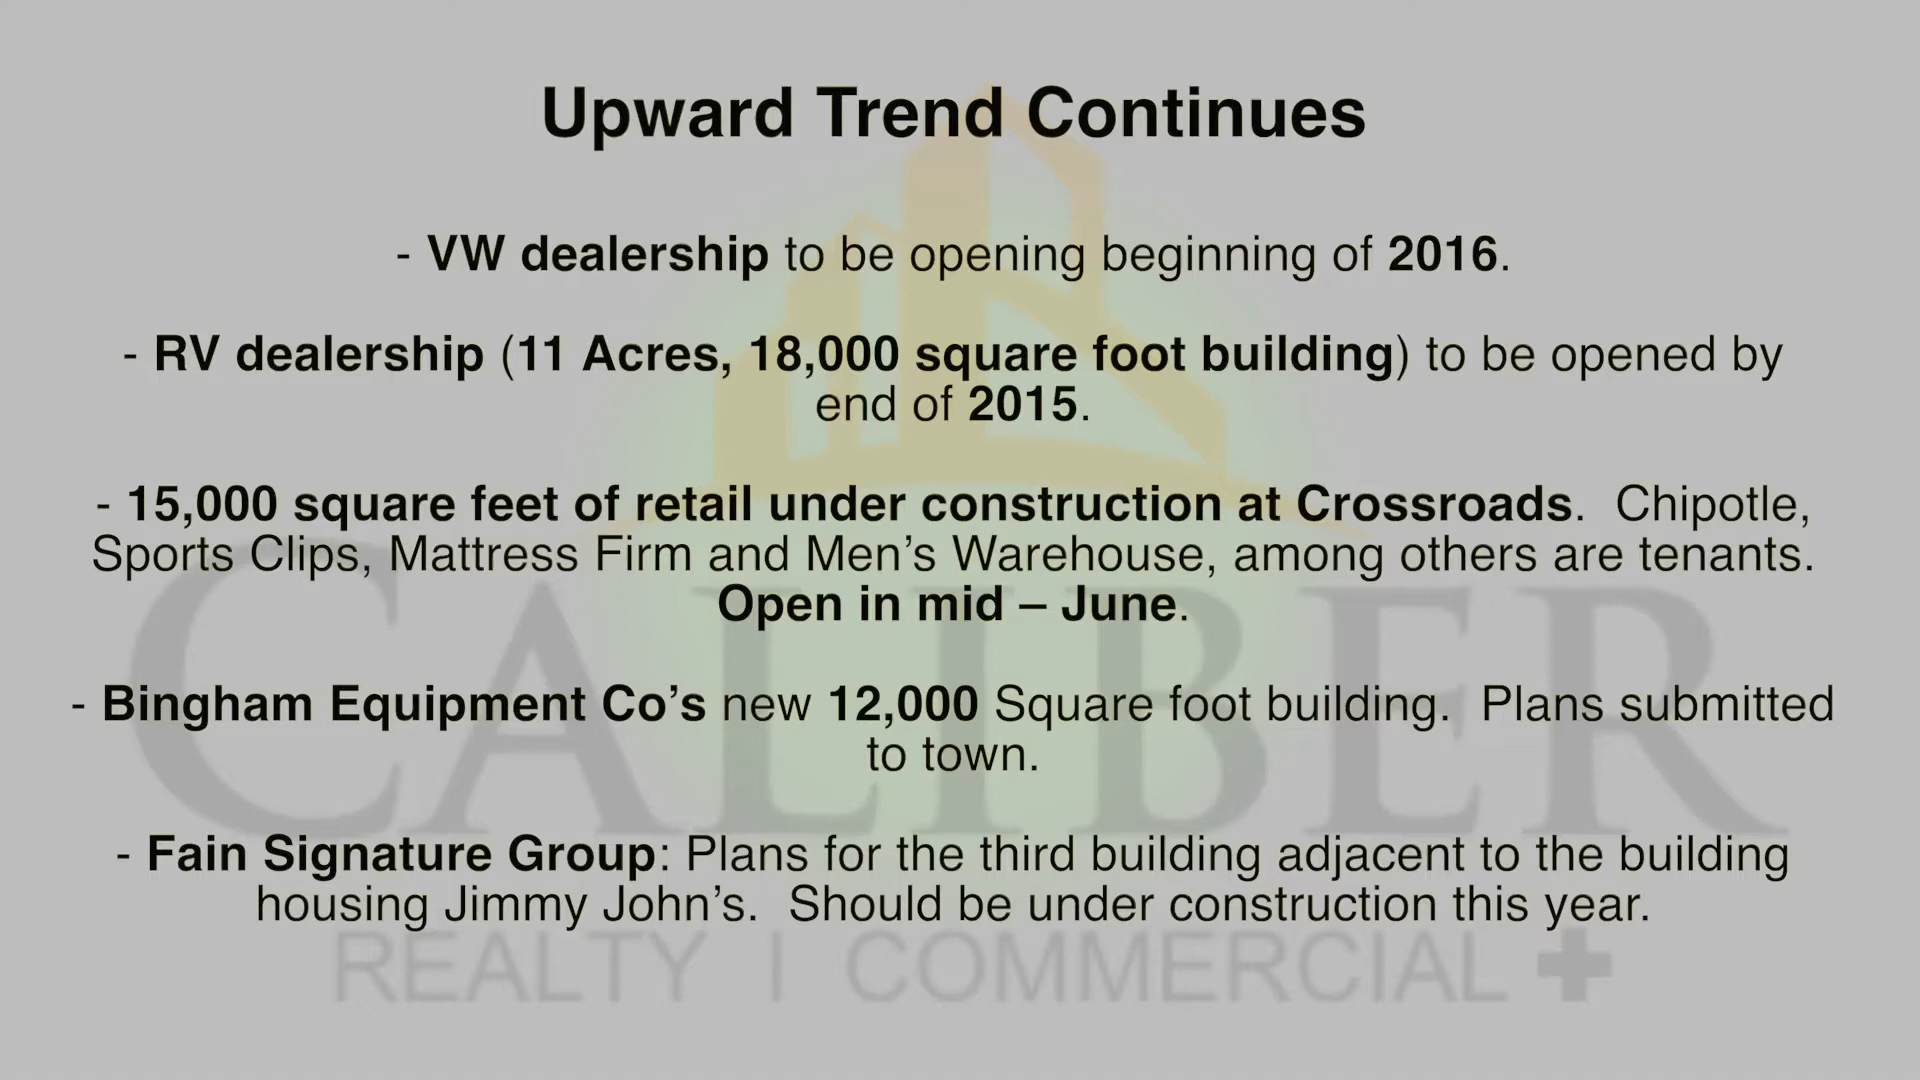 Upward Trend Continues
- VW dealership to be opening beginning of 2016.
- RV dealership (11 Acres, 18,000 square foot building) to be opened by
end of 2015.
- 15,000 square feet of retail under construction at Crossroads.  Chipotle,
Sports Clips, Mattress Firm and Men’s Warehouse, among others are tenants.
Open in mid – June.
- Bingham Equipment Co’s new 12,000 Square foot building.  Plans submitted
to town.
- Fain Signature Group: Plans for the third building adjacent to the building
housing Jimmy John’s.  Should be under construction this year.
CALIBER
REALTY | COMMERCIAL